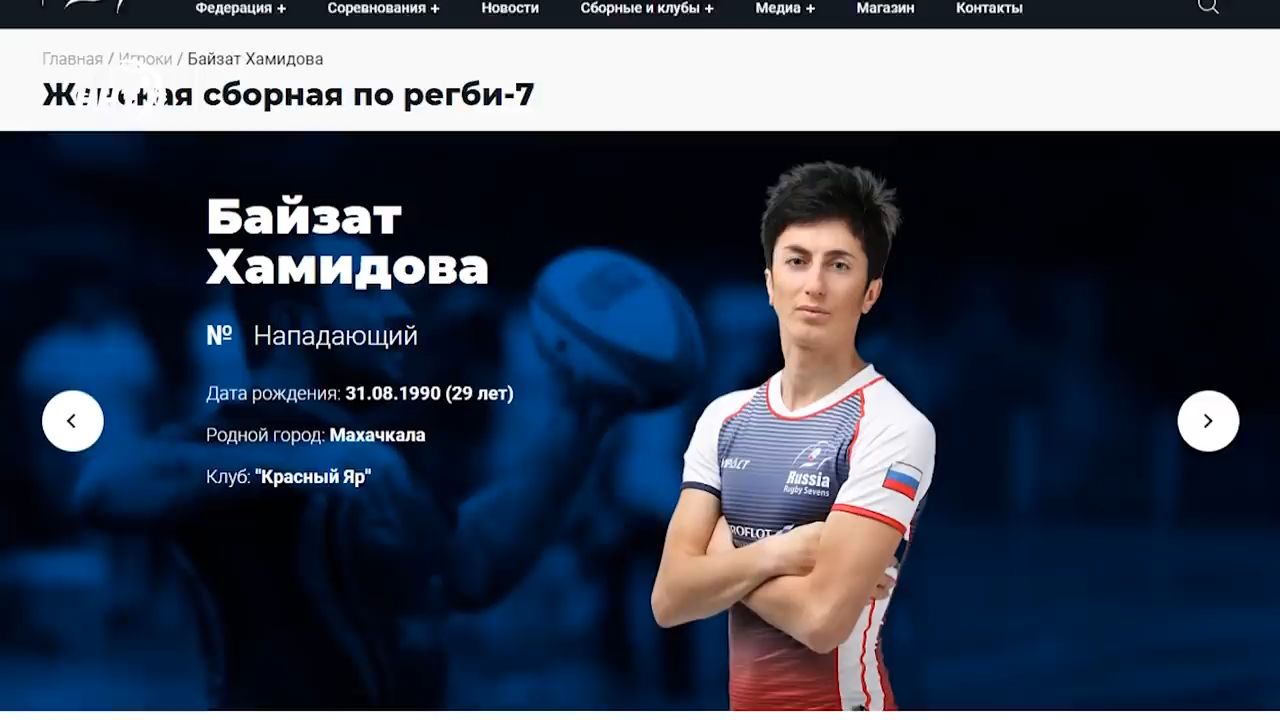 Федерация + Соревнования + Новости Сборные и клубы + Медиа + Магазин Контакты
Главная / Игроки / Байзат Хамидова
Женская сборная по регби-7
Байзат
Хамидова
№ Нападающий
Дата рождения: 31.08.1990 (29 лет)
Родной город: Махачкала
Клуб: "Красный Яр"
Russia
Rugby Sevens